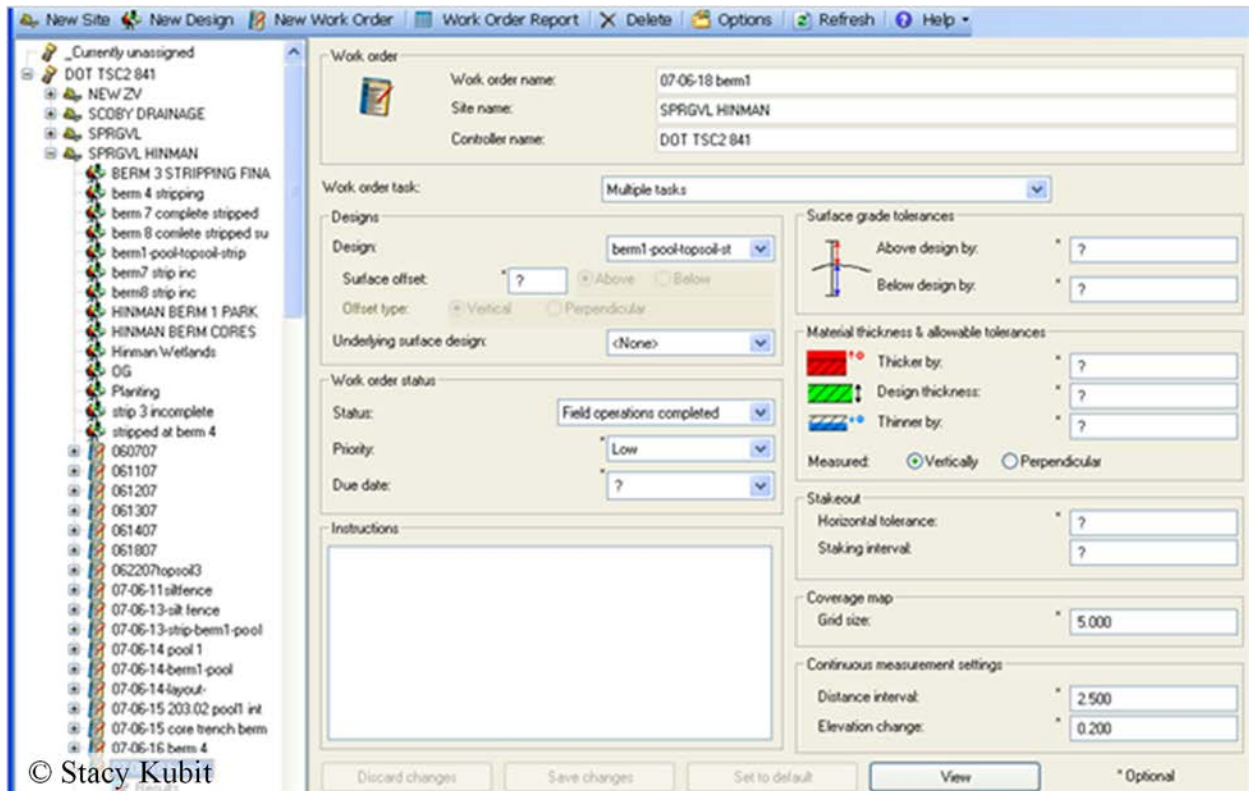 New Site New Design New Work Order Work Order Report Delete Options Refresh Help
_Currently unassigned
DOT TSC2 841
NEW ZV
SCOBY DRAINAGE
SPRGVL
SPRGVL HINMAN
BERM 3 STRIPPING FINA
berm 4 stripping
berm 7 complete stripped
berm 8 comlete stripped su
berm1-pool-topsoil-strip
berm7 strip inc
berm8 strip inc
HINMAN BERM 1 PARK
HINMAN BERM CORES
Hinman Wetlands
OG
Planting
strip 3 incomplete
stripped at berm 4
060707
061107
061207
061307
061407
061807
062207topsoil3
07-06-11siltfence
07-06-13-silt fence
07-06-13-strip-berm1-pool
07-06-14 pool 1
07-06-14-berm1-pool
07-06-14-layout-
07-06-15 203.02 pool1 int
07-06-15 core trench berm
07-06-16 berm 4
Results
© Stacy Kubit
Work order
Work order name: 07-06-18 berm1
Site name: SPRGVL HINMAN
Controller name: DOT TSC2 841
Work order task: Multiple tasks
Designs
Design: berm1-pool-topsoil-st
Surface offset: * ? Above Below
Offset type: Vertical Perpendicular
Underlying surface design: <None>
Work order status
Status: Field operations completed
Priority: * Low
Due date: * ?
Instructions
Surface grade tolerances
Above design by: * ?
Below design by: * ?
Material thickness & allowable tolerances
Thicker by: * ?
Design thickness: * ?
Thinner by: * ?
Measured: Vertically Perpendicular
Stakeout
Horizontal tolerance: * ?
Staking interval: ?
Coverage map
Grid size: * 5.000
Continuous measurement settings
Distance interval: * 2.500
Elevation change: * 0.200
Discard changes Save changes Set to default View * Optional